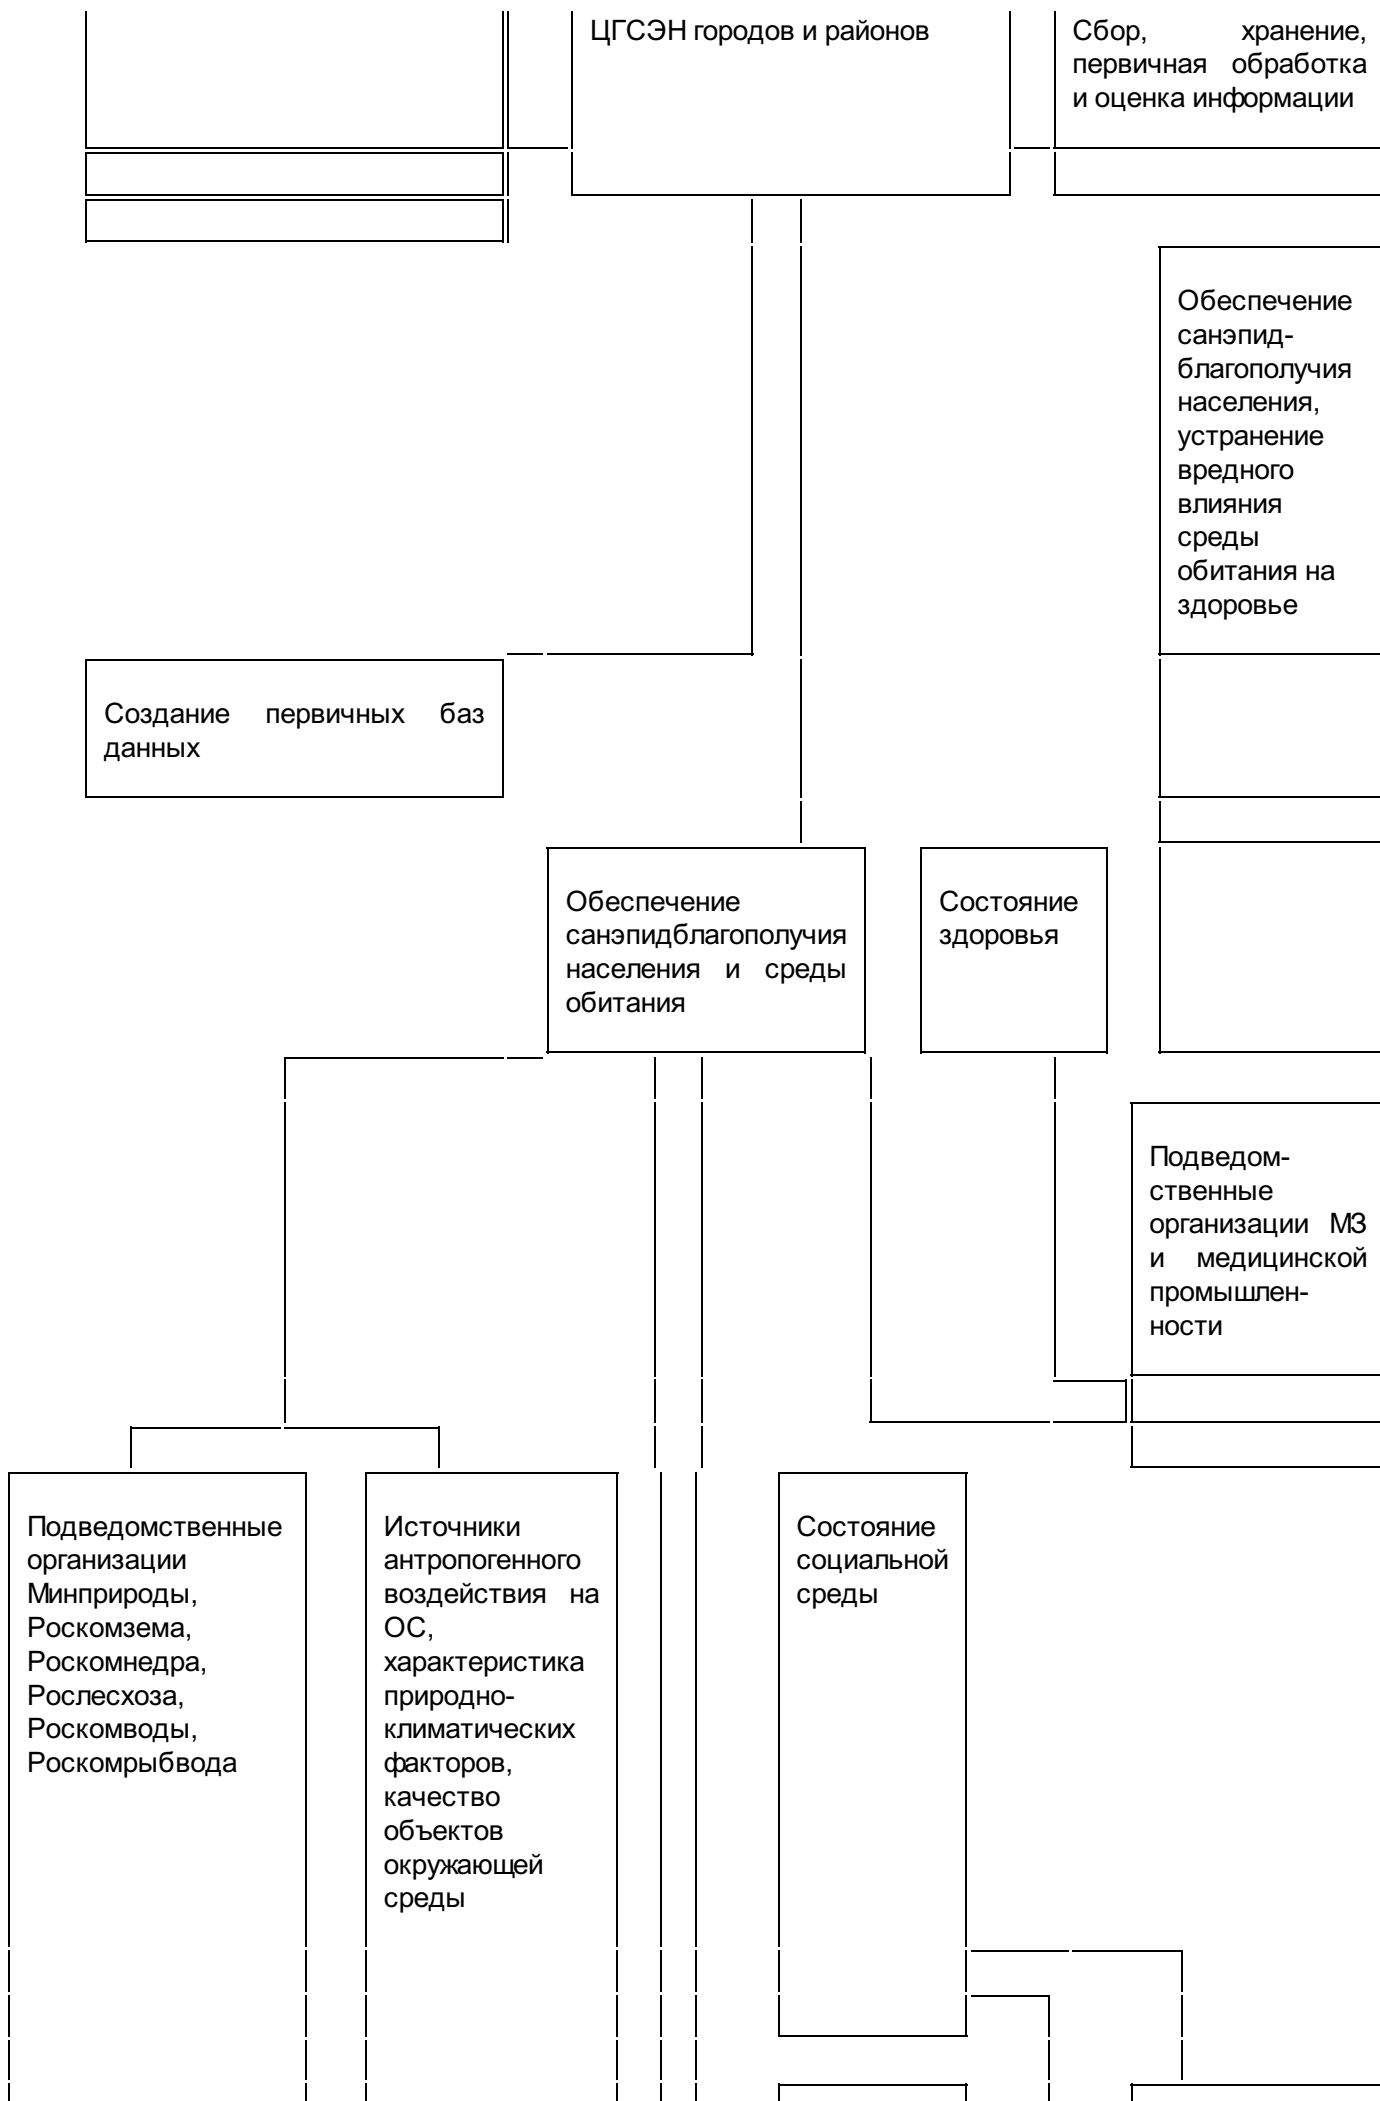 ЦГСЭН городов и районов
Сбор, хранение,
первичная обработка
и оценка информации
Обеспечение
санэпид-
благополучия
населения,
устранение
вредного
влияния
среды
обитания на
здоровье
Создание первичных баз
данных
Обеспечение
санэпидблагополучия
населения и среды
обитания
Состояние
здоровья
Подведом-
ственные
организации МЗ
и медицинской
промышлен-
ности
Подведомственные
организации
Минприроды,
Роскомзема,
Роскомнедра,
Рослесхоза,
Роскомводы,
Роскомрыбвода
Источники
антропогенного
воздействия на
ОС,
характеристика
природно-
климатических
факторов,
качество
объектов
окружающей
среды
Состояние
социальной
среды